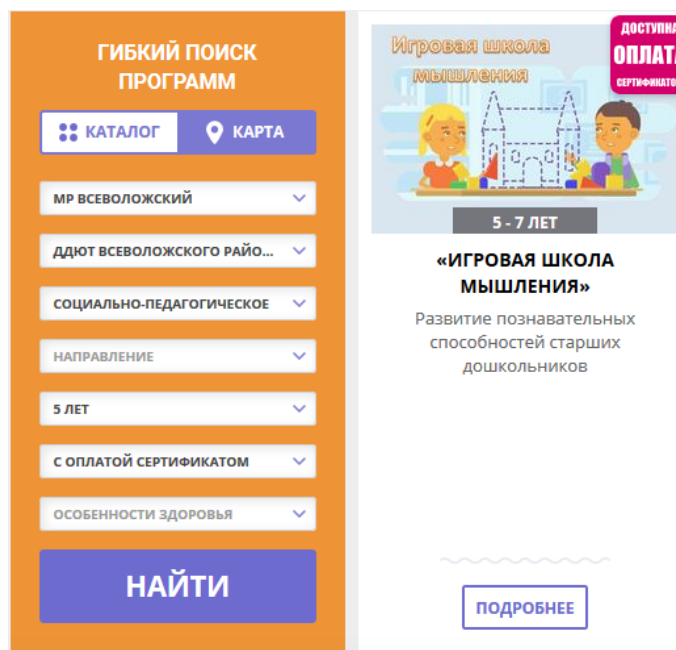 ГИБКИЙ ПОИСК
ПРОГРАММ
КАТАЛОГ
КАРТА
МР ВСЕВОЛОЖСКИЙ
ДДЮТ ВСЕВОЛОЖСКОГО РАЙО...
СОЦИАЛЬНО-ПЕДАГОГИЧЕСКОЕ
НАПРАВЛЕНИЕ
5 ЛЕТ
С ОПЛАТОЙ СЕРТИФИКАТОМ
ОСОБЕННОСТИ ЗДОРОВЬЯ
НАЙТИ
Игровая школа
мышления
ДОСТУПНА
ОПЛАТА
СЕРТИФИКАТО
5 - 7 ЛЕТ
«ИГРОВАЯ ШКОЛА
МЫШЛЕНИЯ»
Развитие познавательных
способностей старших
дошкольников
ПОДРОБНЕЕ